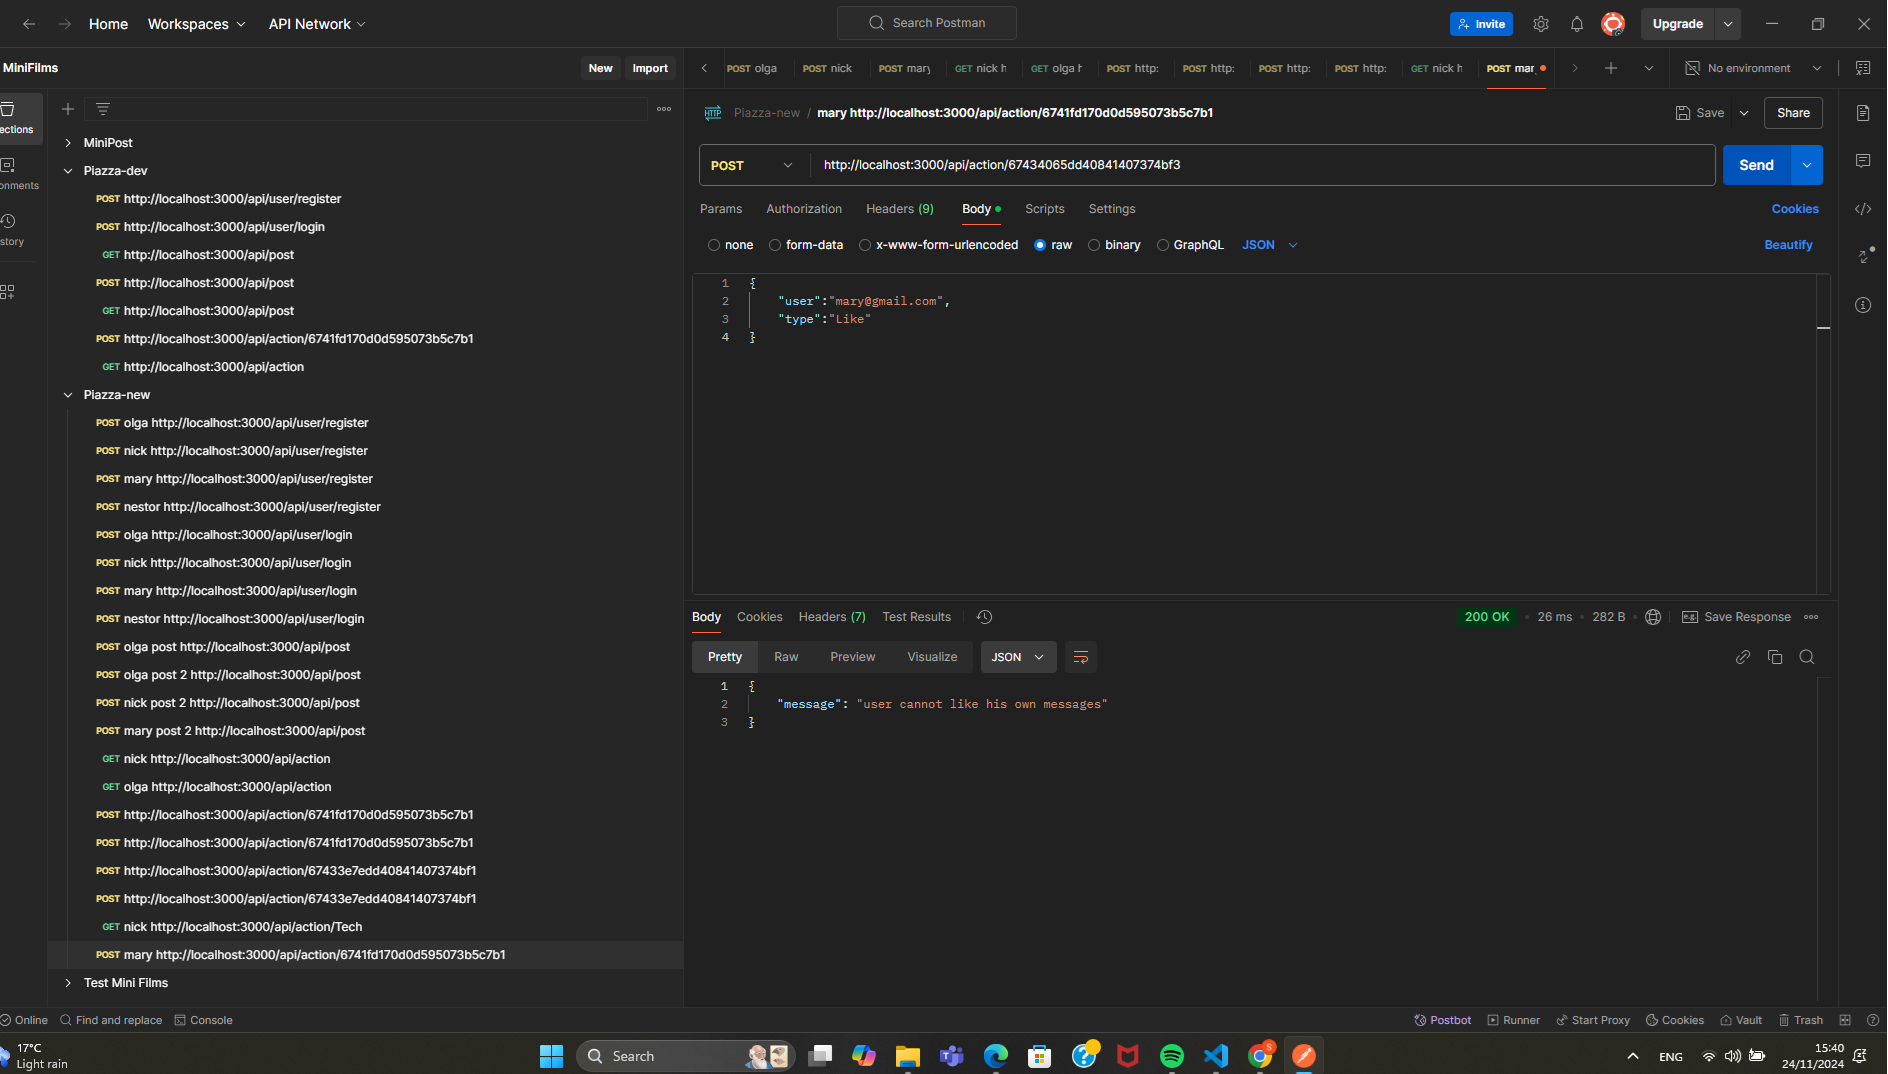 Home Workspaces API Network Search Postman Invite Upgrade
MiniFilms New Import
POST olga POST nick POST mary GET nick h GET olga h POST http: POST http: POST http: POST http: GET nick h POST mar No environment
ections
onments
story
MiniPost
Piazza-dev
POST http://localhost:3000/api/user/register
POST http://localhost:3000/api/user/login
GET http://localhost:3000/api/post
POST http://localhost:3000/api/post
GET http://localhost:3000/api/post
POST http://localhost:3000/api/action/6741fd170d0d595073b5c7b1
GET http://localhost:3000/api/action
Piazza-new
POST olga http://localhost:3000/api/user/register
POST nick http://localhost:3000/api/user/register
POST mary http://localhost:3000/api/user/register
POST nestor http://localhost:3000/api/user/register
POST olga http://localhost:3000/api/user/login
POST nick http://localhost:3000/api/user/login
POST mary http://localhost:3000/api/user/login
POST nestor http://localhost:3000/api/user/login
POST olga post http://localhost:3000/api/post
POST olga post 2 http://localhost:3000/api/post
POST nick post 2 http://localhost:3000/api/post
POST mary post 2 http://localhost:3000/api/post
GET nick http://localhost:3000/api/action
GET olga http://localhost:3000/api/action
POST http://localhost:3000/api/action/6741fd170d0d595073b5c7b1
POST http://localhost:3000/api/action/6741fd170d0d595073b5c7b1
POST http://localhost:3000/api/action/67433e7edd40841407374bf1
POST http://localhost:3000/api/action/67433e7edd40841407374bf1
GET nick http://localhost:3000/api/action/Tech
POST mary http://localhost:3000/api/action/6741fd170d0d595073b5c7b1
Test Mini Films
HTTP Piazza-new / mary http://localhost:3000/api/action/6741fd170d0d595073b5c7b1 Save Share
POST http://localhost:3000/api/action/67434065dd40841407374bf3 Send
Params Authorization Headers (9) Body Scripts Settings Cookies
none form-data x-www-form-urlencoded raw binary GraphQL JSON Beautify
1 {
2 "user":"mary@gmail.com",
3 "type":"Like"
4 }
Body Cookies Headers (7) Test Results 200 OK 26 ms 282 B Save Response
Pretty Raw Preview Visualize JSON
1 {
2 "message": "user cannot like his own messages"
3 }
Online Find and replace Console Postbot Runner Start Proxy Cookies Vault Trash
17°C
Light rain
Search
ENG
15:40
24/11/2024